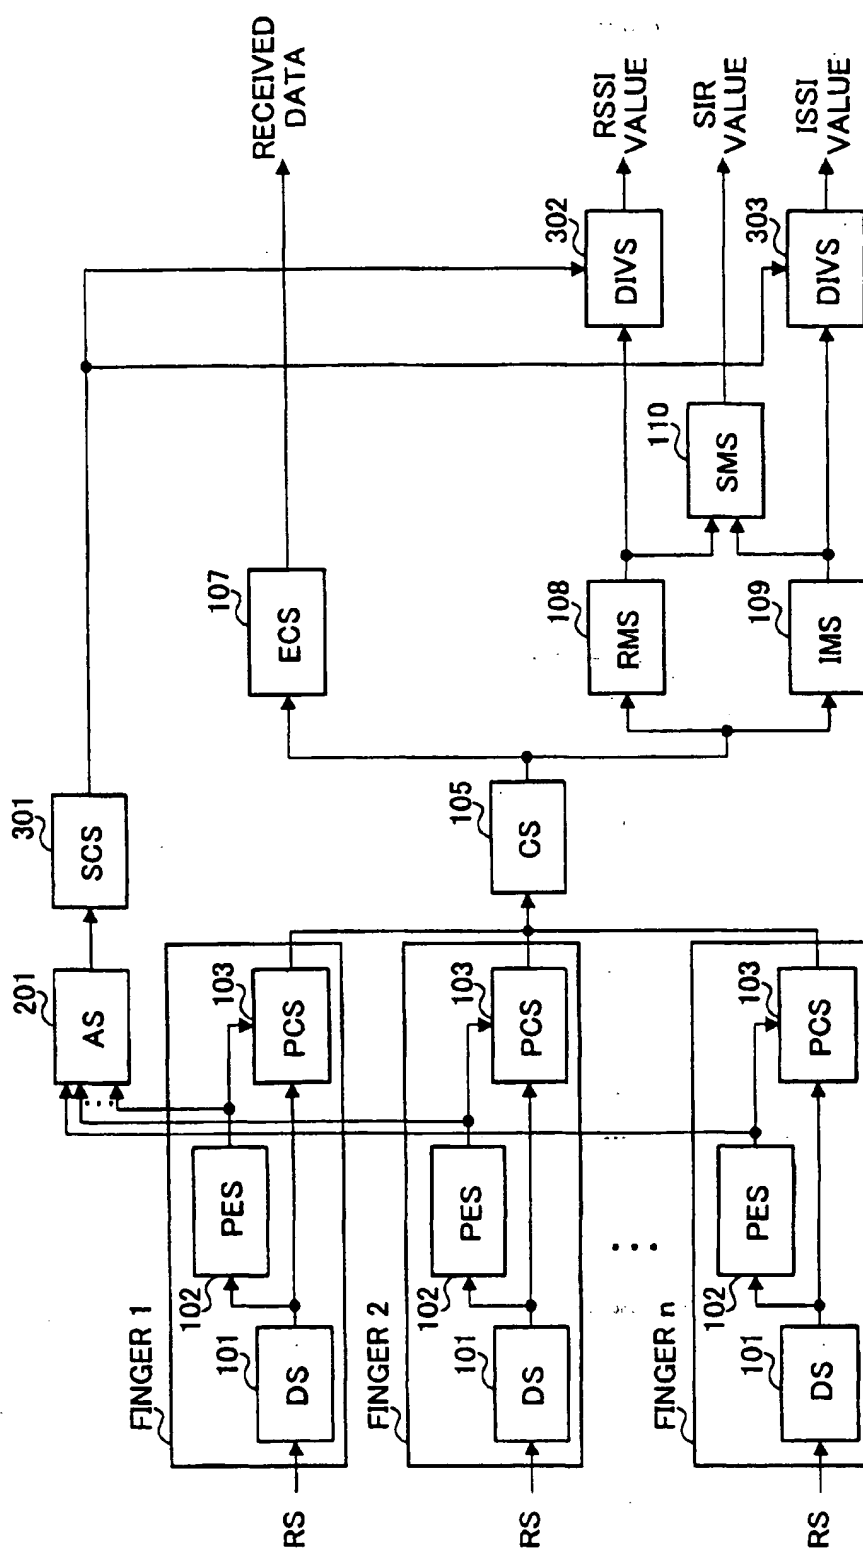 FINGER 1
RS
101
DS
102
PES
103
PCS
201
AS
301
SCS
107
ECS
RECEIVED
DATA
FINGER 2
RS
101
DS
102
PES
103
PCS
105
CS
...
FINGER n
RS
101
DS
102
PES
103
PCS
108
RMS
109
IMS
110
SMS
302
DIVS
303
DIVS
RSSI
VALUE
SIR
VALUE
ISSI
VALUE